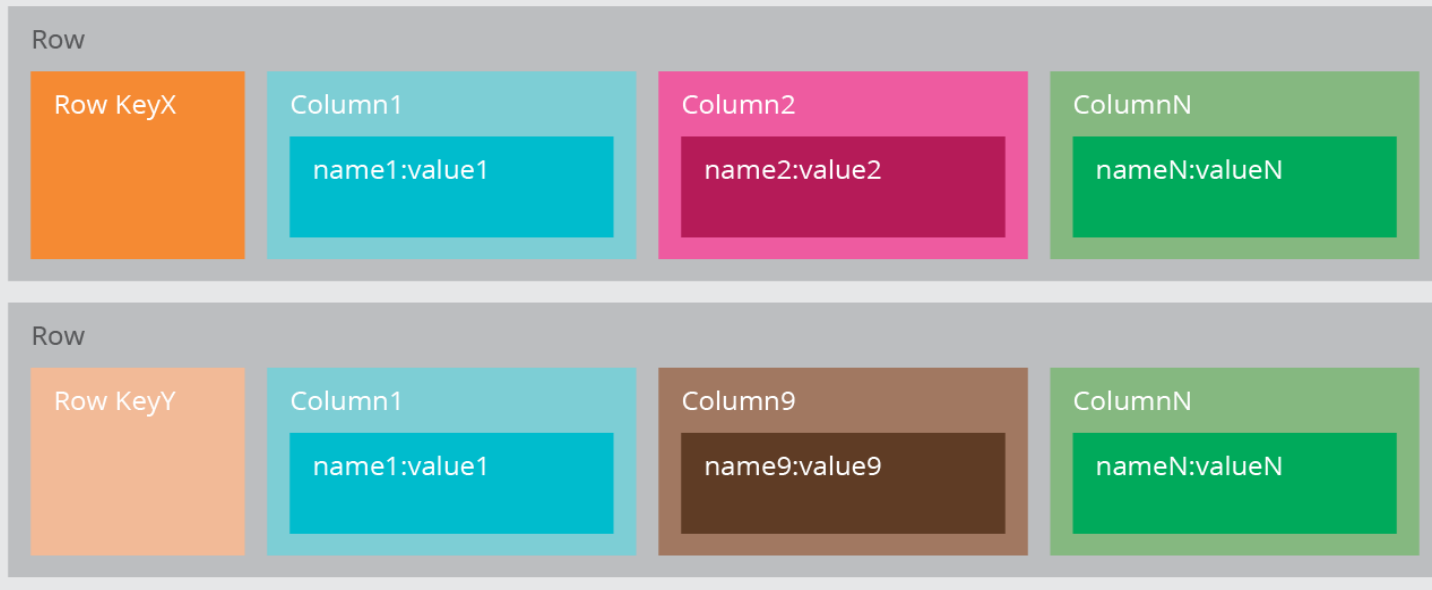 Row
Row KeyX
Column1
name1:value1
Column2
name2:value2
ColumnN
nameN:valueN
Row
Row KeyY
Column1
name1:value1
Column9
name9:value9
ColumnN
nameN:valueN